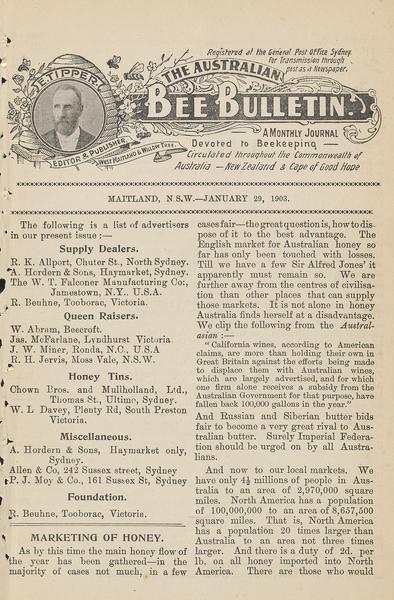 Registered at the General Post Office Sydney
for Transmission through
post as a Newspaper.
E. TIPPER
EDITOR & PUBLISHER
WEST MAITLAND & WILLOW TREE.
THE AUSTRALIAN
BEE BULLETIN.
A MONTHLY JOURNAL
Devoted to Beekeeping
Circulated throughout the Commonwealth of
Australia — New Zealand & Cape of Good Hope
MAITLAND, N S.W.—JANUARY 29, 1903.
The following is a list of advertisers
in our present issue :—
Supply Dealers.
R. K. Allport, Chuter St., North Sydney.
A. Hordern & Sons, Haymarket, Sydney.
The W. T. Falconer Manufacturing Co;,
Jamestown, N.Y.. U.S.A.
R. Beuhne, Tooborac, Victoria.
Queen Raisers.
W. Abram, Beecroft.
Jas. McFarlane, Lyndhurst Victoria.
J. W. Miner, Ronda, N.C., U.S.A
R. H. Jervis, Moss Vale, N.S.W.
Honey Tins.
Chown Bros. and Mullholland, Ltd.,
Thomas St., Ultimo, Sydney.
W. L Davey, Plenty Rd, South Preston
Victoria.
Miscellaneous.
A. Hordern & Sons, Haymarket only,
Sydney.
Allen & Co, 242 Sussex street, Sydney
P. J. Moy & Co., 161 Sussex St, Sydney
Foundation.
R. Beuhne, Tooborac, Victoria.
MARKETING OF HONEY.
As by this time the main honey flow of
the year has been gathered—in the
majority of cases not much, in a few
cases fair—the great question is, how to dis-
pose of it to best advantage. The
English market for Australian honey so
far has only been touched with losses.
Till we have a few Sir Alfred Jones' it
apparently must remain so. We are
further away from the centres of civilisa-
tion than other places that can supply
those markets. It is not alone in honey
Australia finds herself at a disadvantage.
We clip the following from the Austral-
asian :—
" California wines, according to American
claims, are more than holding their own in
Great Britain against the efforts being made
to displace them with Australian wines,
which are largely advertised, and for which
one firm alone receives a subsidy from the
Australian Government for that purpose, have
fallen back 100,000 gallons in the year."
And Russian and Siberian butter bids
fair to become a very great rival to Aus-
tralian butter. Surely Imperial Federa-
tion should be urged on by all Austra-
lians.
And now to our local markets. We
have only 4½ millions of people in Aus-
tralia to an area of 2,970,000 square
miles. North America has a population
of 100,000,000 to an area of 8,657,500
square miles. That is, North America
has a population 20 times larger than
Australia to an area not three times
larger. And there is a duty of 2d. per
lb. on all honey imported into North
America. There are those who would